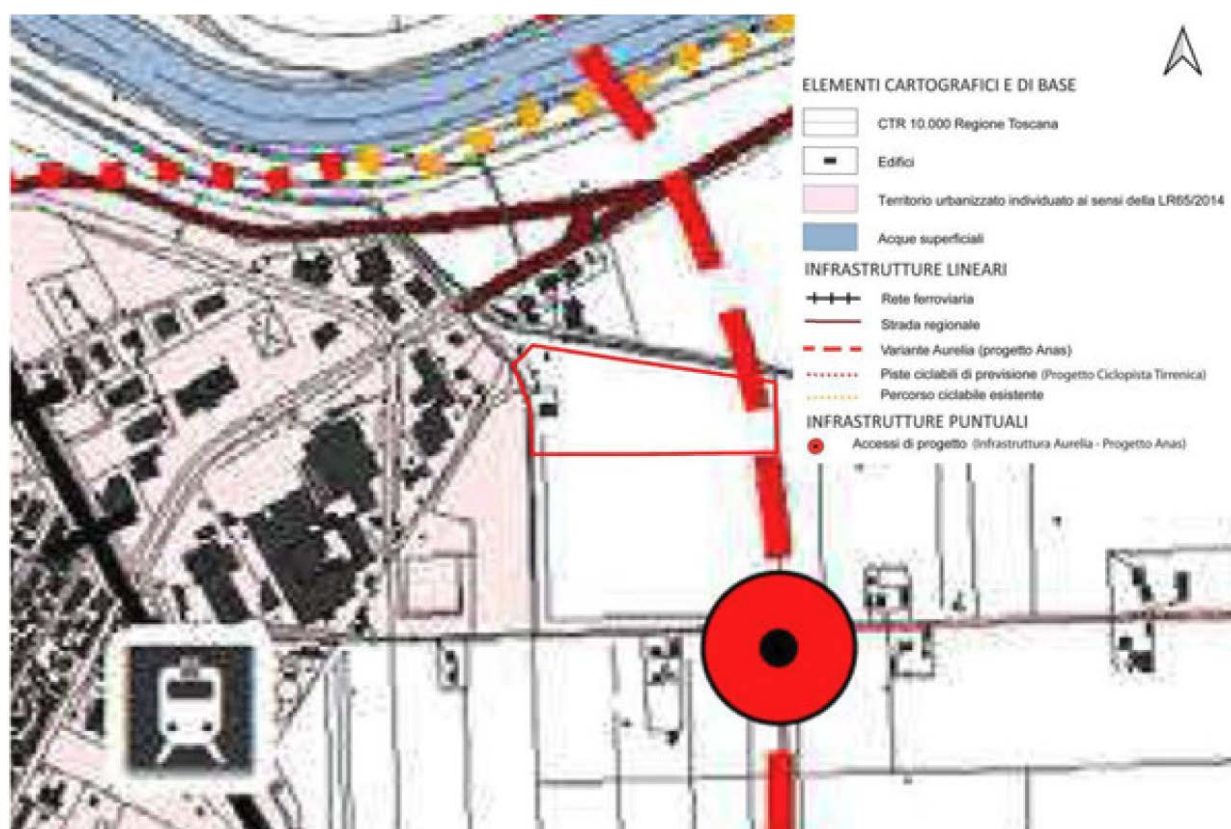 ELEMENTI CARTOGRAFICI E DI BASE
CTR 10.000 Regione Toscana
Edifici
Territorio urbanizzato individuato ai sensi della LR65/2014
Acque superficiali
INFRASTRUTTURE LINEARI
Rete ferroviaria
Strada regionale
Variante Aurelia (progetto Anas)
Piste ciclabili di previsione (Progetto Ciclopista Tirrenica)
Percorso ciclabile esistente
INFRASTRUTTURE PUNTUALI
Accessi di progetto (Infrastruttura Aurelia - Progetto Anas)